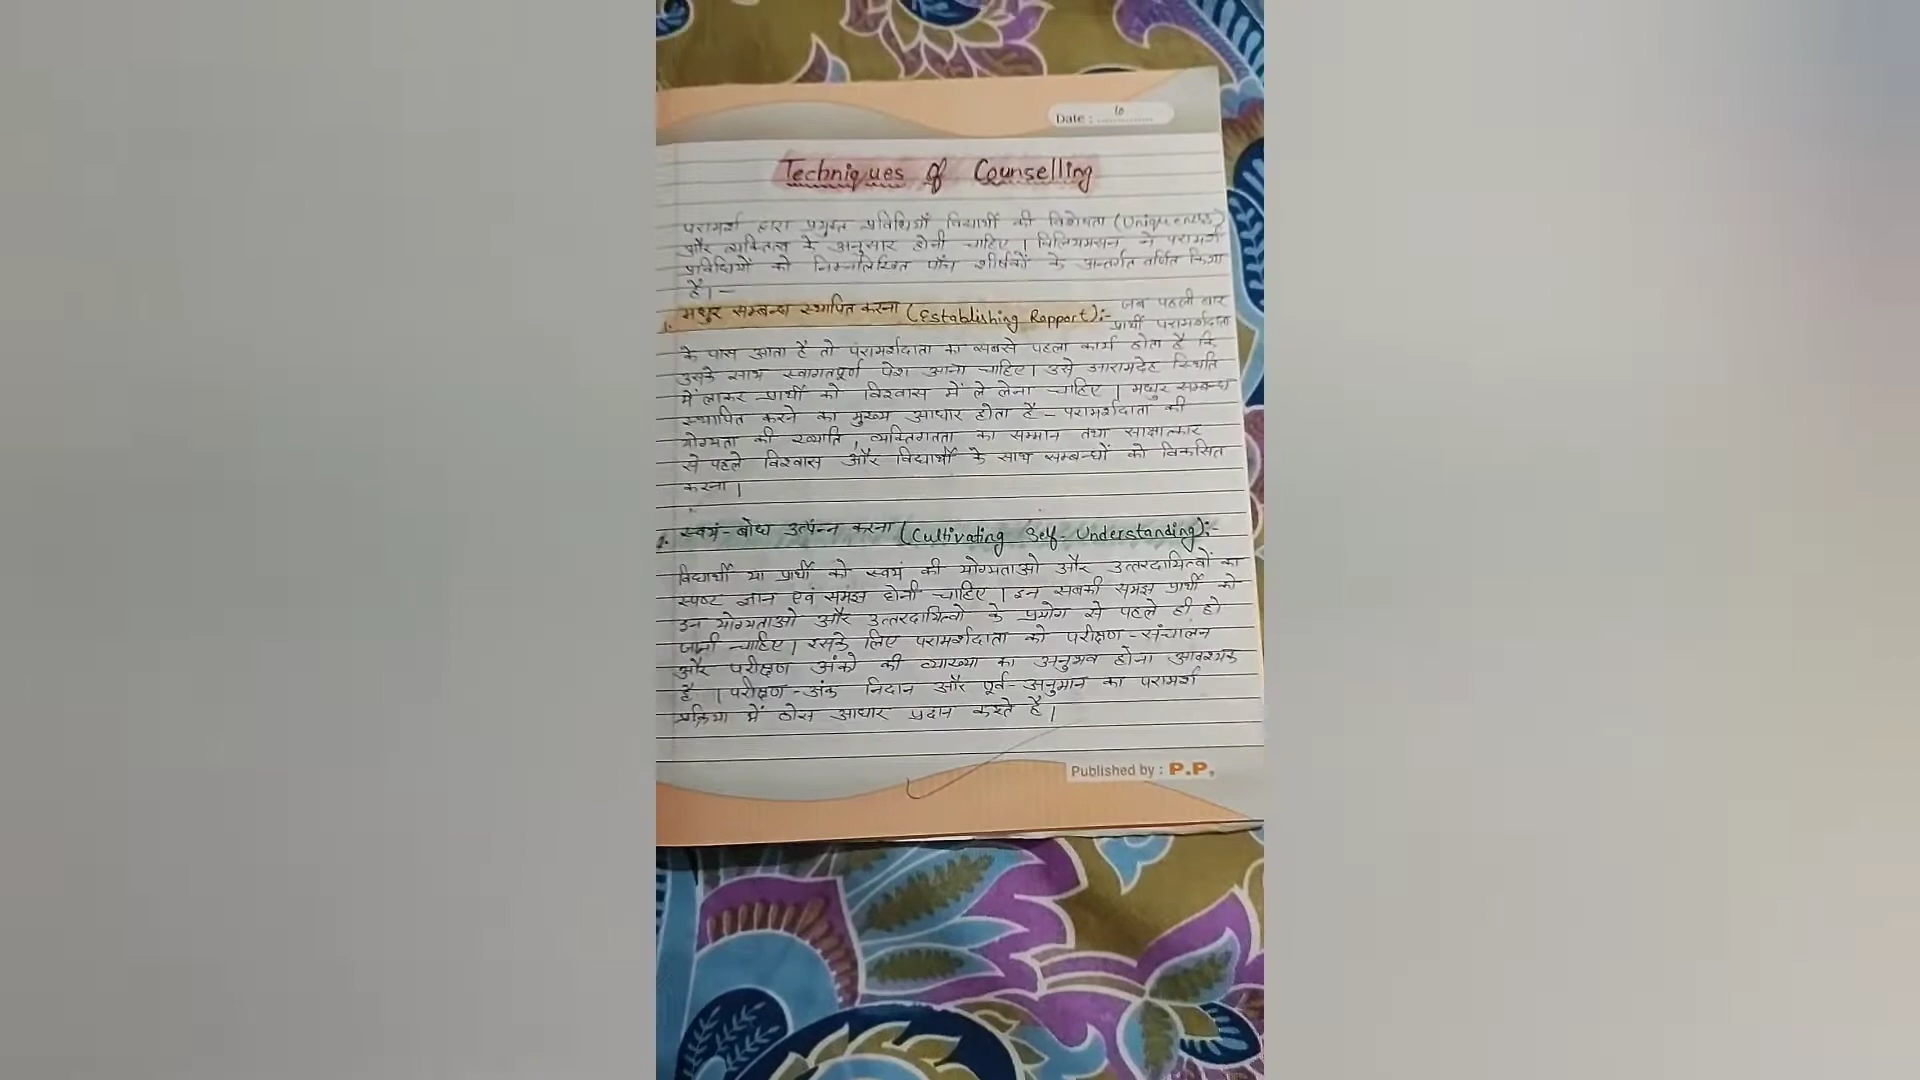 Date : 10
Techniques of Counselling
परामर्श द्वारा प्रयुक्त प्रविधियाँ विद्यार्थी की विशेषता (Uniqueness)
और व्यक्तित्व के अनुसार होनी चाहिए । विलियमसन ने परामर्श
प्रविधियों को निम्नलिखित पाँच शीर्षकों के अन्तर्गत वर्णित किया
है। —
1. मधुर सम्बन्ध स्थापित करना (Establishing Rapport):- जब पहली बार
प्रार्थी परामर्शदाता
के पास आता है तो परामर्शदाता का सबसे पहला कार्य होता है कि
उसके साथ स्वागतपूर्ण पेश आना चाहिए। उसे आरामदेह स्थिति
में लाकर प्रार्थी को विश्वास में ले लेना चाहिए । मधुर सम्बन्ध
स्थापित करने का मुख्य आधार होता है – परामर्शदाता की
योग्यता की ख्याति , व्यक्तिगतता का सम्मान तथा साक्षात्कार
से पहले विश्वास और विद्यार्थी के साथ सम्बन्धों को विकसित
करना ।
2. स्वयं - बोध उत्पन्न करना (Cultivating Self- Understanding):-
विद्यार्थी या प्रार्थी को स्वयं की योग्यताओ और उत्तरदायित्वों का
स्पष्ट ज्ञान एवं समझ होनी चाहिए । इन सबकी समझ प्रार्थी को
इन योग्यताओ और उत्तरदायित्वो के प्रयोग से पहले ही हो
जानी चाहिए । इसके लिए परामर्शदाता को परीक्षण - संचालन
और परीक्षण अंको की व्याख्या का अनुभव होना आवश्यक
है । परीक्षण - अंक निदान और पूर्व - अनुमान का परामर्श
प्रक्रिया में ठोस आधार प्रदान करते है ।
Published by : P.P.